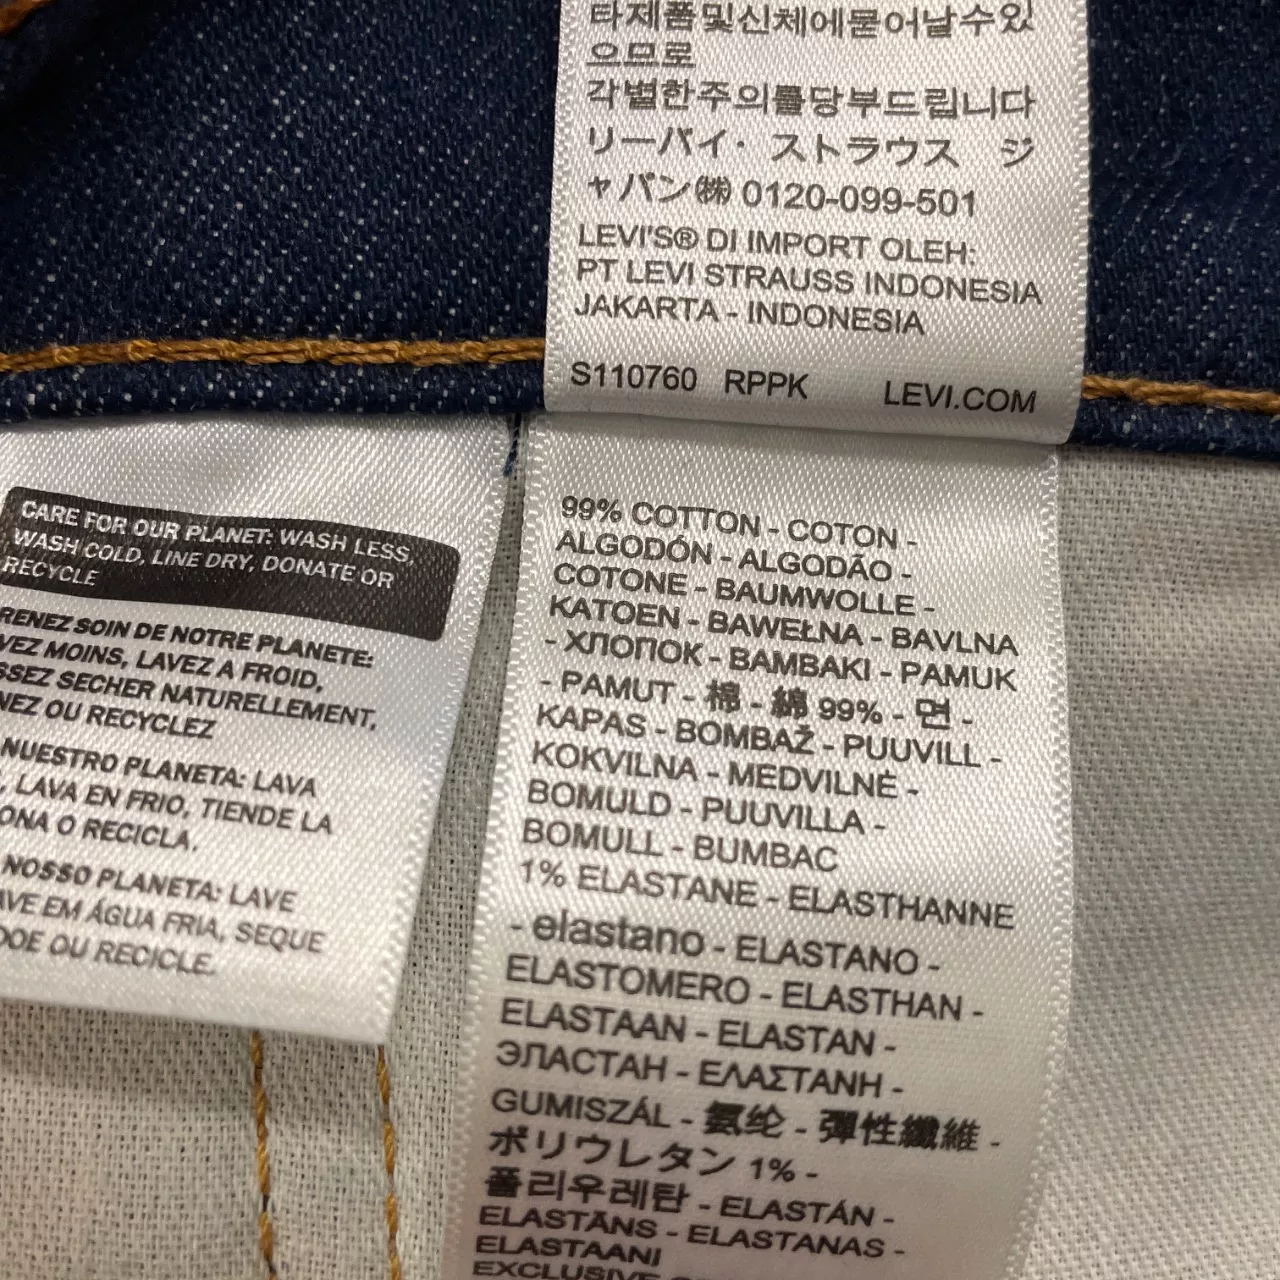 타제품및신체에묻어날수있
으므로
각별한주의를당부드립니다
リーバイ・ ストラウス ジ
ャパン㈱ 0120-099-501
LEVI'S® DI IMPORT OLEH:
PT LEVI STRAUSS INDONESIA
JAKARTA - INDONESIA
S110760 RPPK LEVI.COM
CARE FOR OUR PLANET: WASH LESS,
WASH COLD, LINE DRY, DONATE OR
RECYCLE
RENEZ SOIN DE NOTRE PLANETE:
VEZ MOINS, LAVEZ A FROID,
SSEZ SECHER NATURELLEMENT,
NEZ OU RECYCLEZ
NUESTRO PLANETA: LAVA
, LAVA EN FRIO, TIENDE LA
ONA O RECICLA.
NOSSO PLANETA: LAVE
AVE EM ÁGUA FRIA, SEQUE
DOE OU RECICLE.
99% COTTON - COTON -
ALGODÓN - ALGODÃO -
COTONE - BAUMWOLLE -
KATOEN - BAWEŁNA - BAVLNA
- ХЛОПОК - BAMBAKI - PAMUK
- PAMUT - 棉 - 綿 99% - 면 -
KAPAS - BOMBAŽ - PUUVILL -
KOKVILNA - MEDVILNĖ -
BOMULD - PUUVILLA -
BOMULL - BUMBAC
1% ELASTANE - ELASTHANNE
- elastano - ELASTANO -
ELASTOMERO - ELASTHAN -
ELASTAAN - ELASTAN -
ЭЛАСТАН - ΕΛΑΣΤΑΝΗ -
GUMISZÁL - 氨纶 - 彈性纖維 -
ポリウレタン 1% -
폴리우레탄 - ELASTÁN -
ELASTĀNS - ELASTANAS -
ELASTAANI
EXCLUSIVE